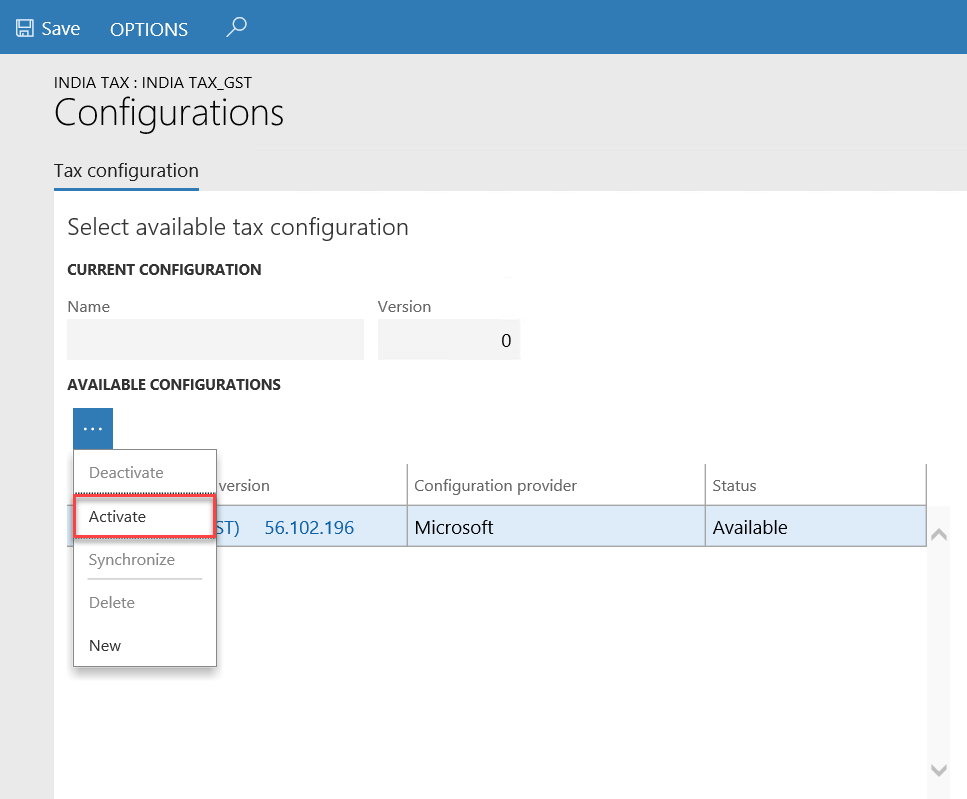 Save OPTIONS
INDIA TAX : INDIA TAX_GST
Configurations
Tax configuration
Select available tax configuration
CURRENT CONFIGURATION
Name Version
0
AVAILABLE CONFIGURATIONS
...
Deactivate
version Configuration provider Status
Activate
ST) 56.102.196 Microsoft Available
Synchronize
Delete
New